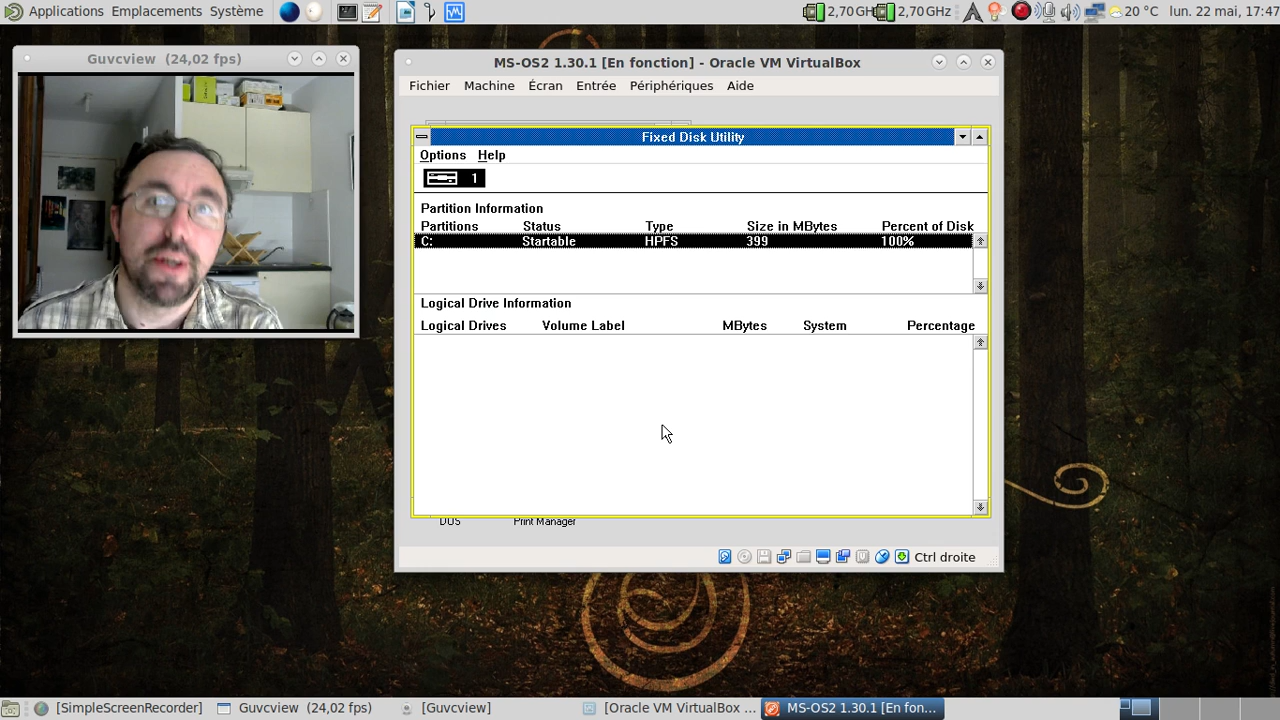 Applications Emplacements Système 2,70 GHz 2,70 GHz 20 °C lun. 22 mai, 17:47
Guvcview (24,02 fps)
MS-OS2 1.30.1 [En fonction] - Oracle VM VirtualBox
Fichier Machine Écran Entrée Périphériques Aide
Fixed Disk Utility
Options Help
1
Partition Information
Partitions Status Type Size in MBytes Percent of Disk
C: Startable HPFS 399 100%
Logical Drive Information
Logical Drives Volume Label MBytes System Percentage
Print Manager
Ctrl droite
[SimpleScreenRecorder] Guvcview (24,02 fps) [Guvcview] [Oracle VM VirtualBox ... MS-OS2 1.30.1 [En fon...